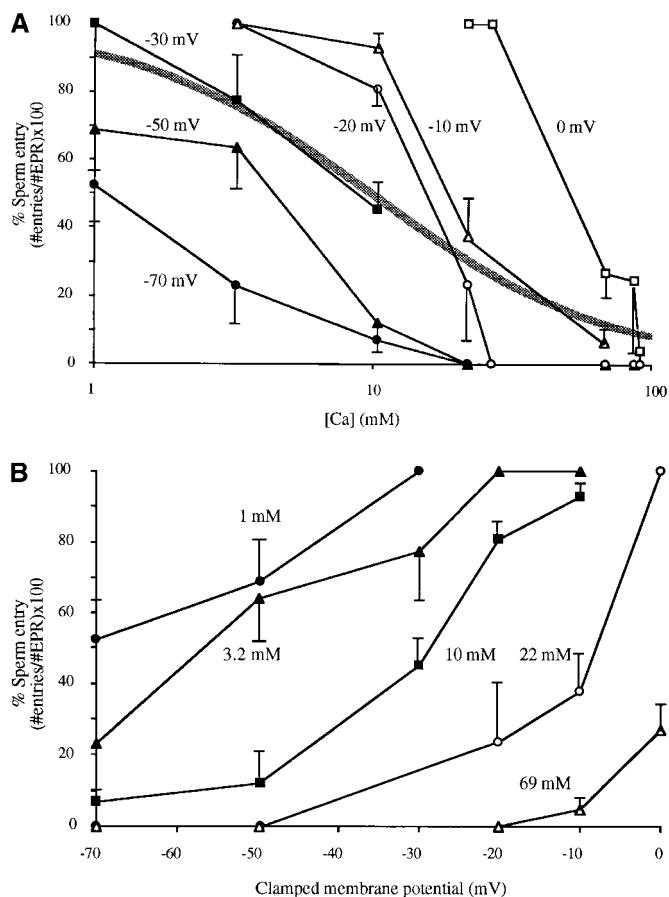 A
% Sperm entry
(#entries/#EPR)x100
100
80
60
40
20
0
-30 mV
-50 mV
-70 mV
-20 mV
-10 mV
0 mV
1
10
100
[Ca] (mM)
B
% Sperm entry
(#entries/#EPR)x100
100
80
60
40
20
0
1 mM
3.2 mM
10 mM
22 mM
69 mM
-70
-60
-50
-40
-30
-20
-10
0
Clamped membrane potential (mV)